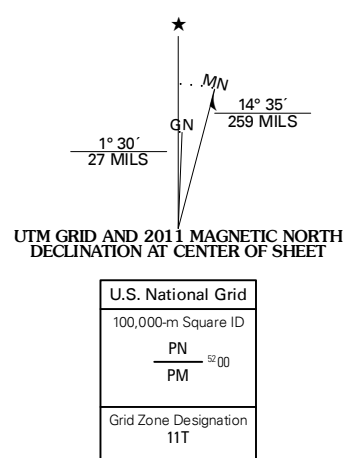 ★
MN
GN
14° 35´
259 MILS
1° 30´
27 MILS
UTM GRID AND 2011 MAGNETIC NORTH
DECLINATION AT CENTER OF SHEET
U.S. National Grid
100,000-m Square ID
PN
5200
PM
Grid Zone Designation
11T